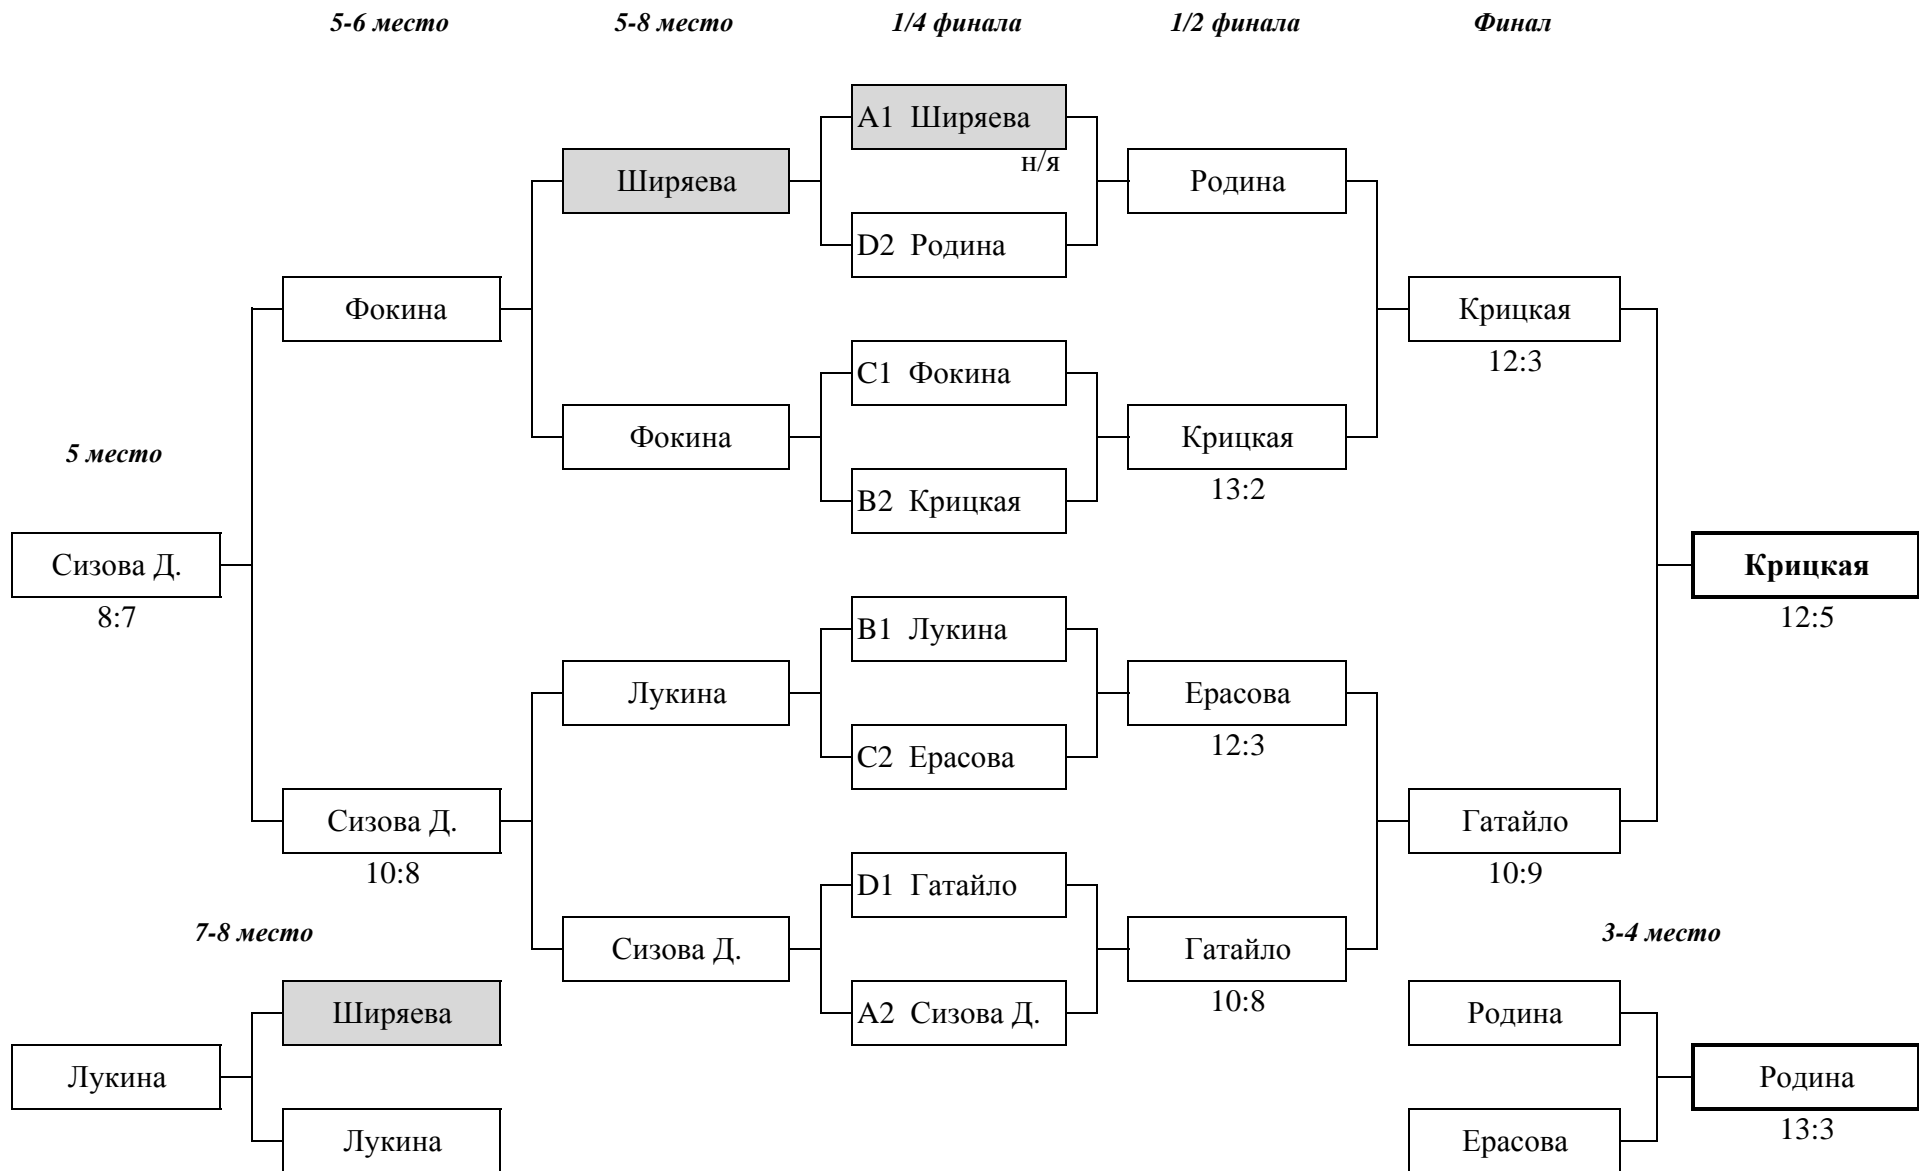 5-6 место 5-8 место 1/4 финала 1/2 финала Финал
A1 Ширяева
н/я
Ширяева Родина
D2 Родина
Фокина Крицкая
12:3
C1 Фокина
5 место
Фокина Крицкая
13:2
B2 Крицкая
Сизова Д. Крицкая
8:7 12:5
B1 Лукина
Лукина Ерасова
12:3
C2 Ерасова
Сизова Д. Гатайло
10:8 10:9
D1 Гатайло
7-8 место 3-4 место
Сизова Д. Гатайло
10:8
Ширяева A2 Сизова Д. Родина
Лукина Родина
13:3
Лукина Ерасова